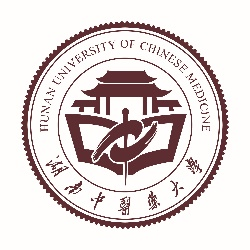 HUNAN UNIVERSITY OF CHINESE MEDICINE
湖南中醫藥大學